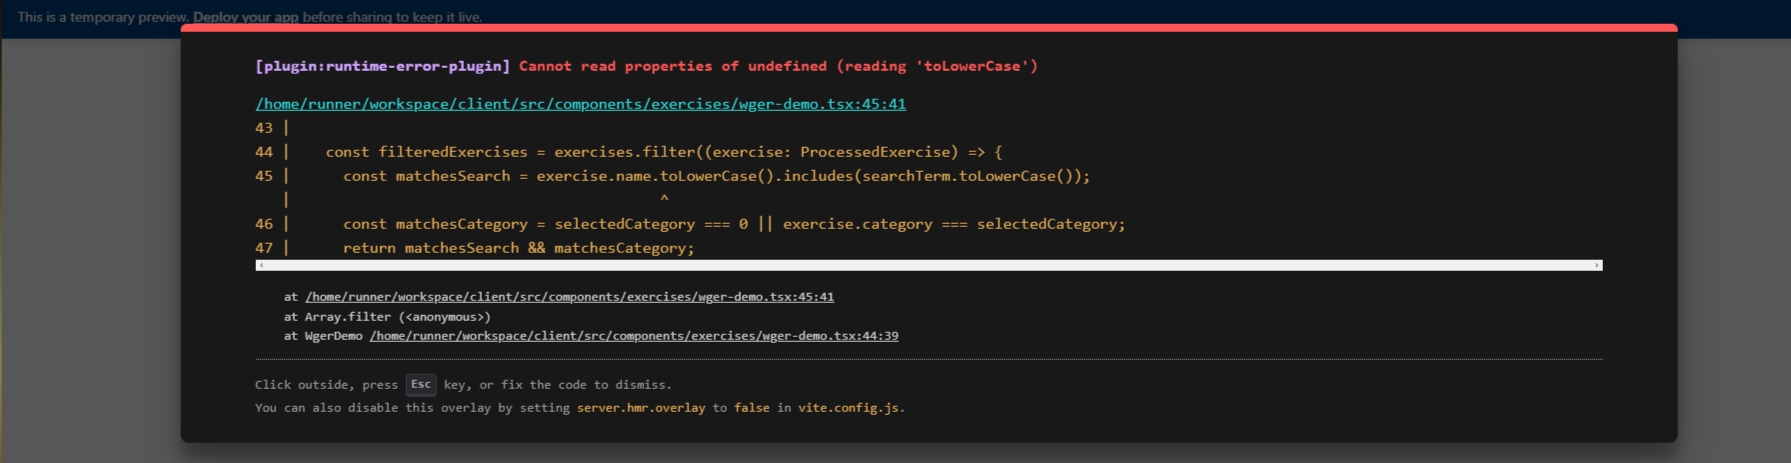 This is a temporary preview. Deploy your app before sharing to keep it live.
[plugin:runtime-error-plugin] Cannot read properties of undefined (reading 'toLowerCase')
/home/runner/workspace/client/src/components/exercises/wger-demo.tsx:45:41
43 |
44 |    const filteredExercises = exercises.filter((exercise: ProcessedExercise) => {
45 |      const matchesSearch = exercise.name.toLowerCase().includes(searchTerm.toLowerCase());
   |                                          ^
46 |      const matchesCategory = selectedCategory === 0 || exercise.category === selectedCategory;
47 |      return matchesSearch && matchesCategory;
at /home/runner/workspace/client/src/components/exercises/wger-demo.tsx:45:41
at Array.filter (<anonymous>)
at WgerDemo /home/runner/workspace/client/src/components/exercises/wger-demo.tsx:44:39
Click outside, press Esc key, or fix the code to dismiss.
You can also disable this overlay by setting server.hmr.overlay to false in vite.config.js.